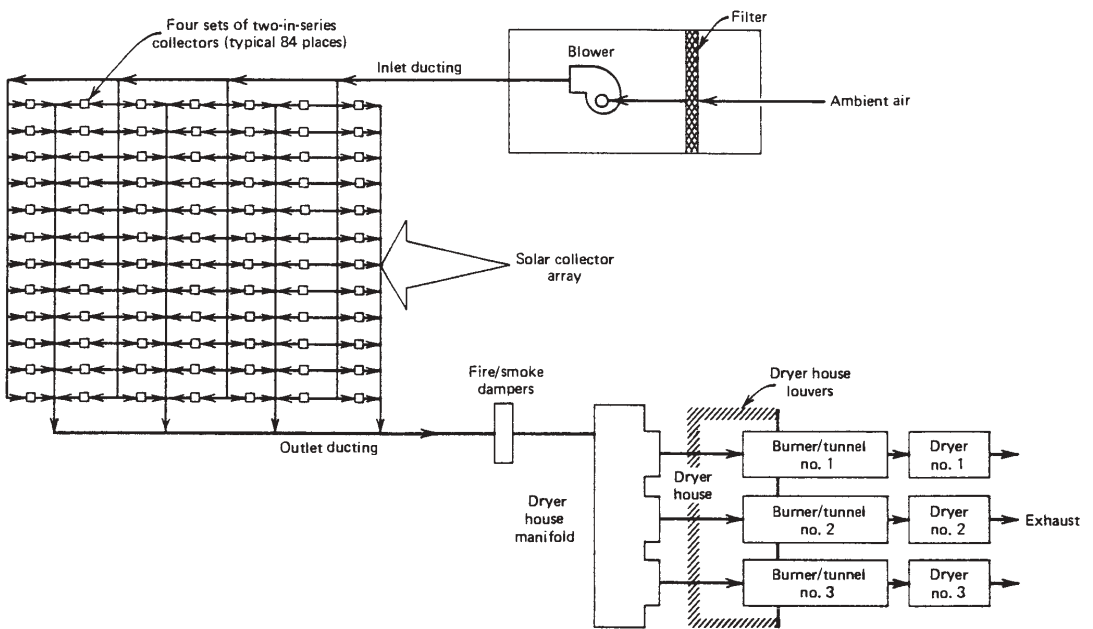 Four sets of two-in-series
collectors (typical 84 places)
Filter
Blower
Inlet ducting
Ambient air
Solar collector
array
Fire/smoke
dampers
Dryer house
louvers
Outlet ducting
Dryer
house
manifold
Dryer
house
Burner/tunnel
no. 1
Dryer
no. 1
Burner/tunnel
no. 2
Dryer
no. 2
Exhaust
Burner/tunnel
no. 3
Dryer
no. 3